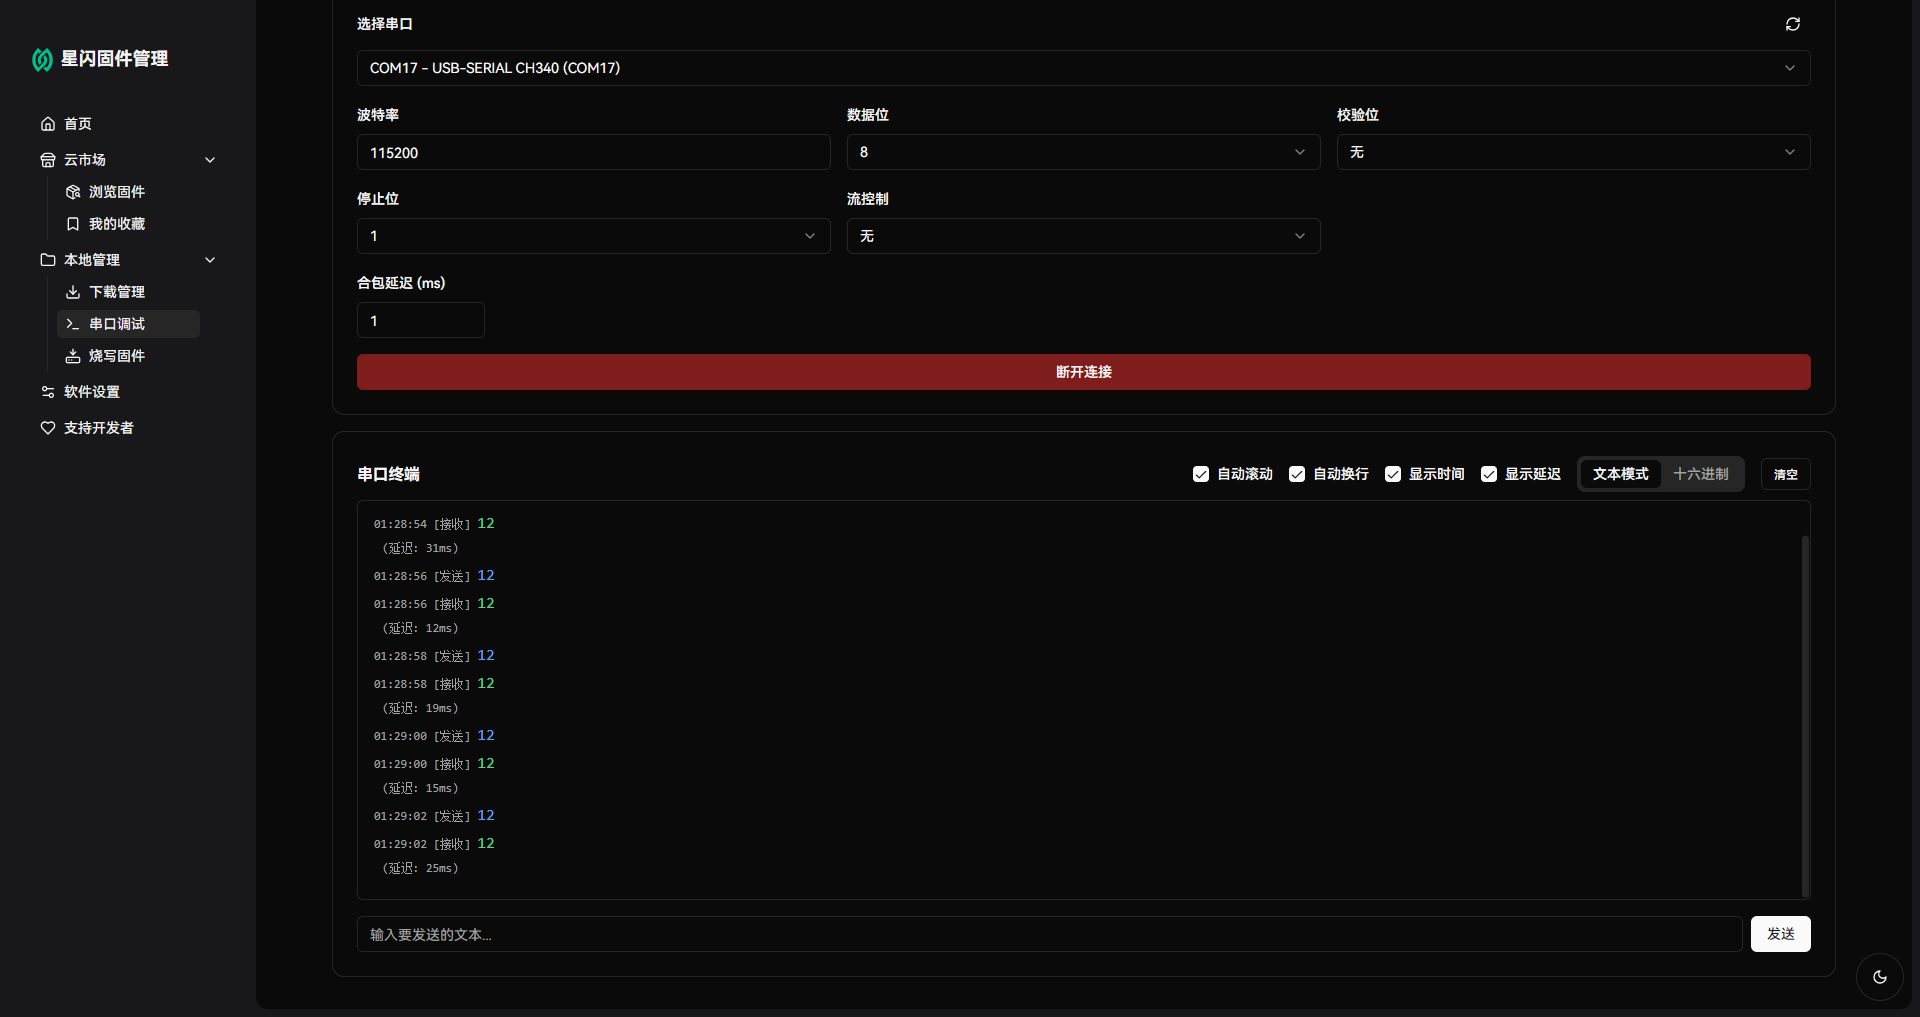 星闪固件管理
首页
云市场
浏览固件
我的收藏
本地管理
下载管理
串口调试
烧写固件
软件设置
支持开发者
选择串口
COM17 - USB-SERIAL CH340 (COM17)
波特率 数据位 校验位
115200 8 无
停止位 流控制
1 无
合包延迟 (ms)
1
断开连接
串口终端 自动滚动 自动换行 显示时间 显示延迟 文本模式 十六进制 清空
01:28:54 [接收] 12
(延迟: 31ms)
01:28:56 [发送] 12
01:28:56 [接收] 12
(延迟: 12ms)
01:28:58 [发送] 12
01:28:58 [接收] 12
(延迟: 19ms)
01:29:00 [发送] 12
01:29:00 [接收] 12
(延迟: 15ms)
01:29:02 [发送] 12
01:29:02 [接收] 12
(延迟: 25ms)
输入要发送的文本... 发送